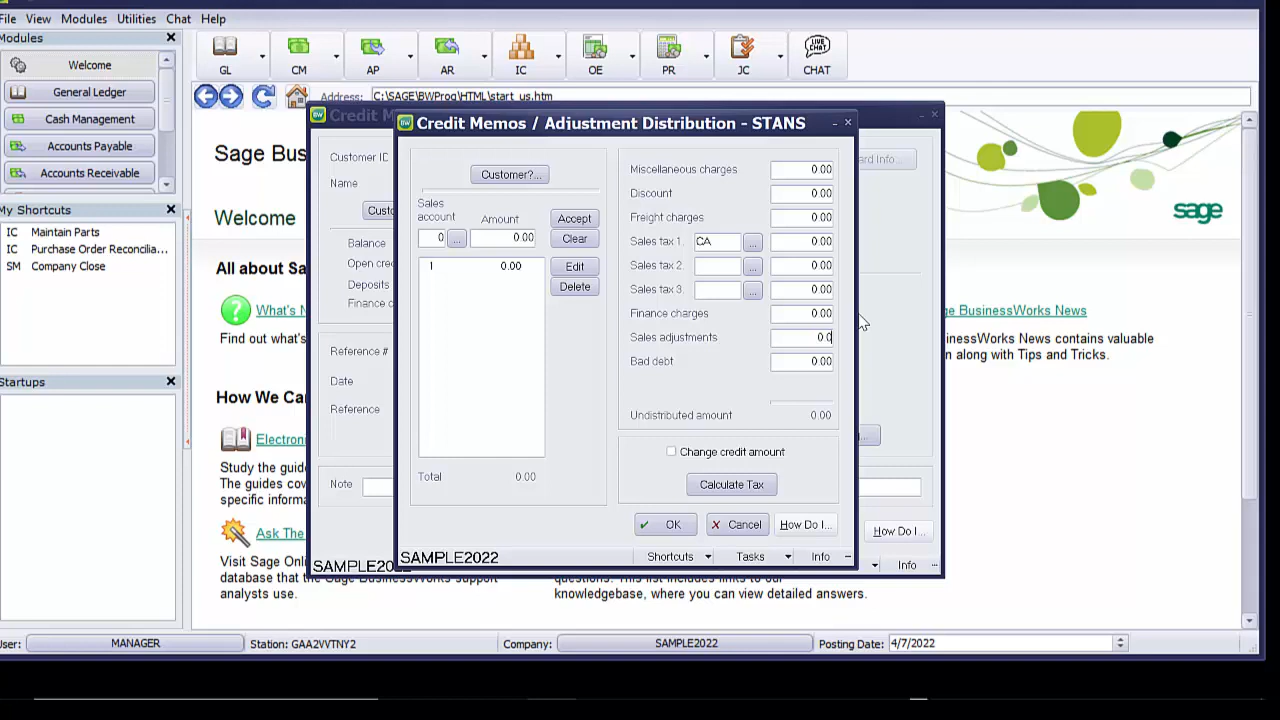 File View Modules Utilities Chat Help
Modules
Welcome
General Ledger
Cash Management
Accounts Payable
Accounts Receivable
GL CM AP AR IC OE PR JC CHAT
LIVE CHAT
Address: C:\SAGE\BWProg\HTML\start_us.htm
My Shortcuts
IC Maintain Parts
IC Purchase Order Reconcilia...
SM Company Close
Startups
Sage Bus
Welcome
All about Sa
What's N
Find out what's
How We Ca
Electron
Study the guid
The guides cov
specific informa
Ask The
Visit Sage Onli
database that the Sage BusinessWorks support
analysts use.
sage
ge BusinessWorks News
inessWorks News contains valuable
n along with Tips and Tricks.
questions. This list includes links to our
knowledgebase, where you can view detailed answers.
BW Credit M
Customer ID
Name
Custo
Balance
Open cre
Deposits
Finance c
Reference #
Date
Reference
Note
ard Info...
...
How Do I...
SAMPLE202
Info
BW Credit Memos / Adjustment Distribution - STANS
Customer?...
Sales account Amount
0 ... 0.00
Accept
Clear
Edit
Delete
1 0.00
Total 0.00
Miscellaneous charges 0.00
Discount 0.00
Freight charges 0.00
Sales tax 1. CA ... 0.00
Sales tax 2. ... 0.00
Sales tax 3. ... 0.00
Finance charges 0.00
Sales adjustments 0.0
Bad debt 0.00
Undistributed amount 0.00
Change credit amount
Calculate Tax
OK Cancel How Do I...
SAMPLE2022 Shortcuts Tasks Info
User: MANAGER Station: GAA2VVTNY2 Company: SAMPLE2022 Posting Date: 4/7/2022